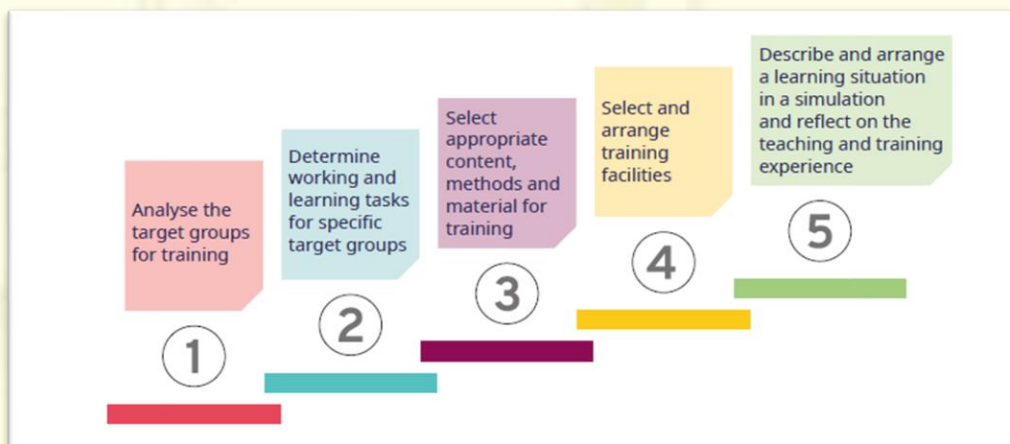 Analyse the
target groups
for training
1
Determine
working and
learning tasks
for specific
target groups
2
Select
appropriate
content,
methods and
material for
training
3
Select and
arrange
training
facilities
4
Describe and arrange
a learning situation
in a simulation
and reflect on the
teaching and training
experience
5